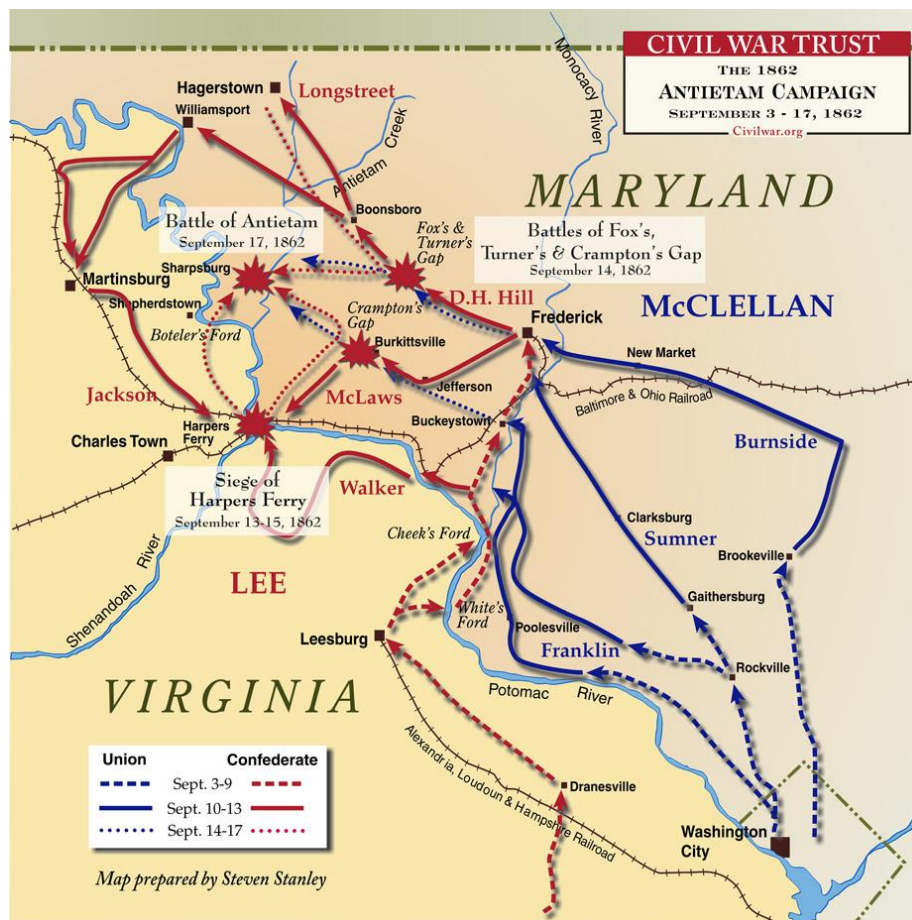 CIVIL WAR TRUST
THE 1862
ANTIETAM CAMPAIGN
SEPTEMBER 3 - 17, 1862
Civilwar.org
Monocacy River
Hagerstown
Longstreet
Williamsport
Antietam Creek
MARYLAND
Boonsboro
Battle of Antietam
September 17, 1862
Fox's &
Turner's
Gap
Battles of Fox's,
Turner's & Crampton's Gap
September 14, 1862
Sharpsburg
Martinsburg
D.H. Hill
McCLELLAN
Shepherdstown
Crampton's
Gap
Frederick
Boteler's Ford
Burkittsville
New Market
Jefferson
Baltimore & Ohio Railroad
Jackson
McLaws
Harpers
Ferry
Buckeystown
Charles Town
Burnside
Siege of
Harpers Ferry
September 13-15, 1862
Walker
Clarksburg
Sumner
Cheek's Ford
Brookeville
Shenandoah River
LEE
White's
Ford
Gaithersburg
Leesburg
Poolesville
Franklin
Rockville
VIRGINIA
Potomac River
Alexandria, Loudoun & Hampshire Railroad
Union Confederate
Sept. 3-9
Sept. 10-13
Sept. 14-17
Dranesville
Washington
City
Map prepared by Steven Stanley